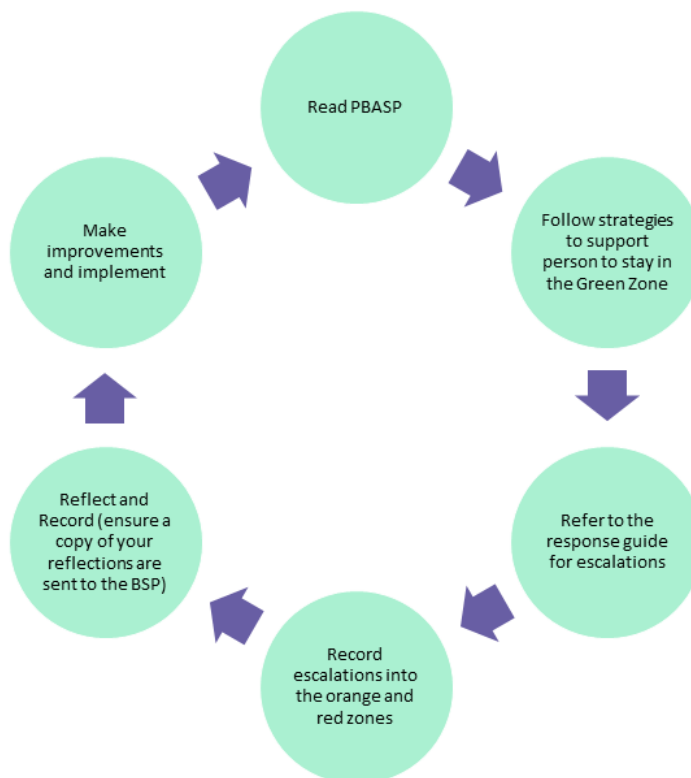 Read PBASP
Follow strategies
to support
person to stay in
the Green Zone
Refer to the
response guide
for escalations
Record
escalations into
the orange and
red zones
Reflect and
Record (ensure a
copy of your
reflections are
sent to the BSP)
Make
improvements
and implement